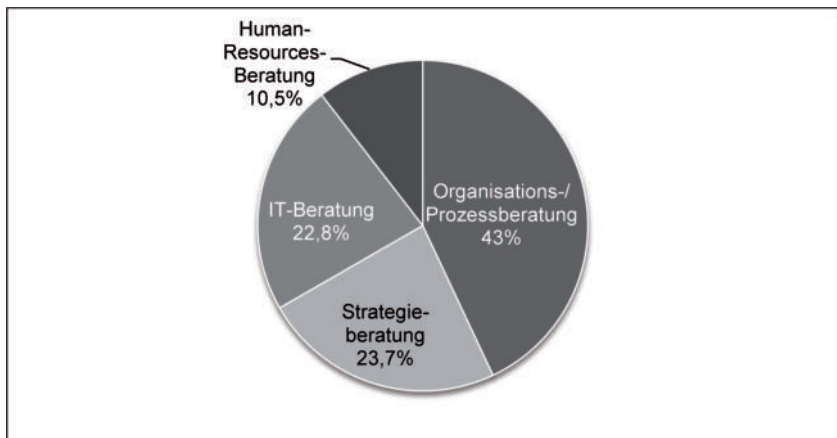 Human-
Resources-
Beratung
10,5%
Organisations-/
Prozessberatung
43%
IT-Beratung
22,8%
Strategie-
beratung
23,7%